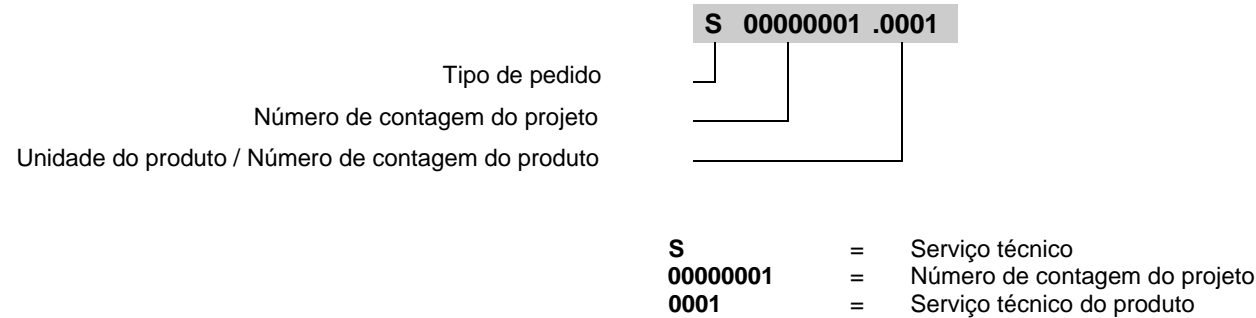 S 00000001 .0001
Tipo de pedido
Número de contagem do projeto
Unidade do produto / Número de contagem do produto
S = Serviço técnico
00000001 = Número de contagem do projeto
0001 = Serviço técnico do produto